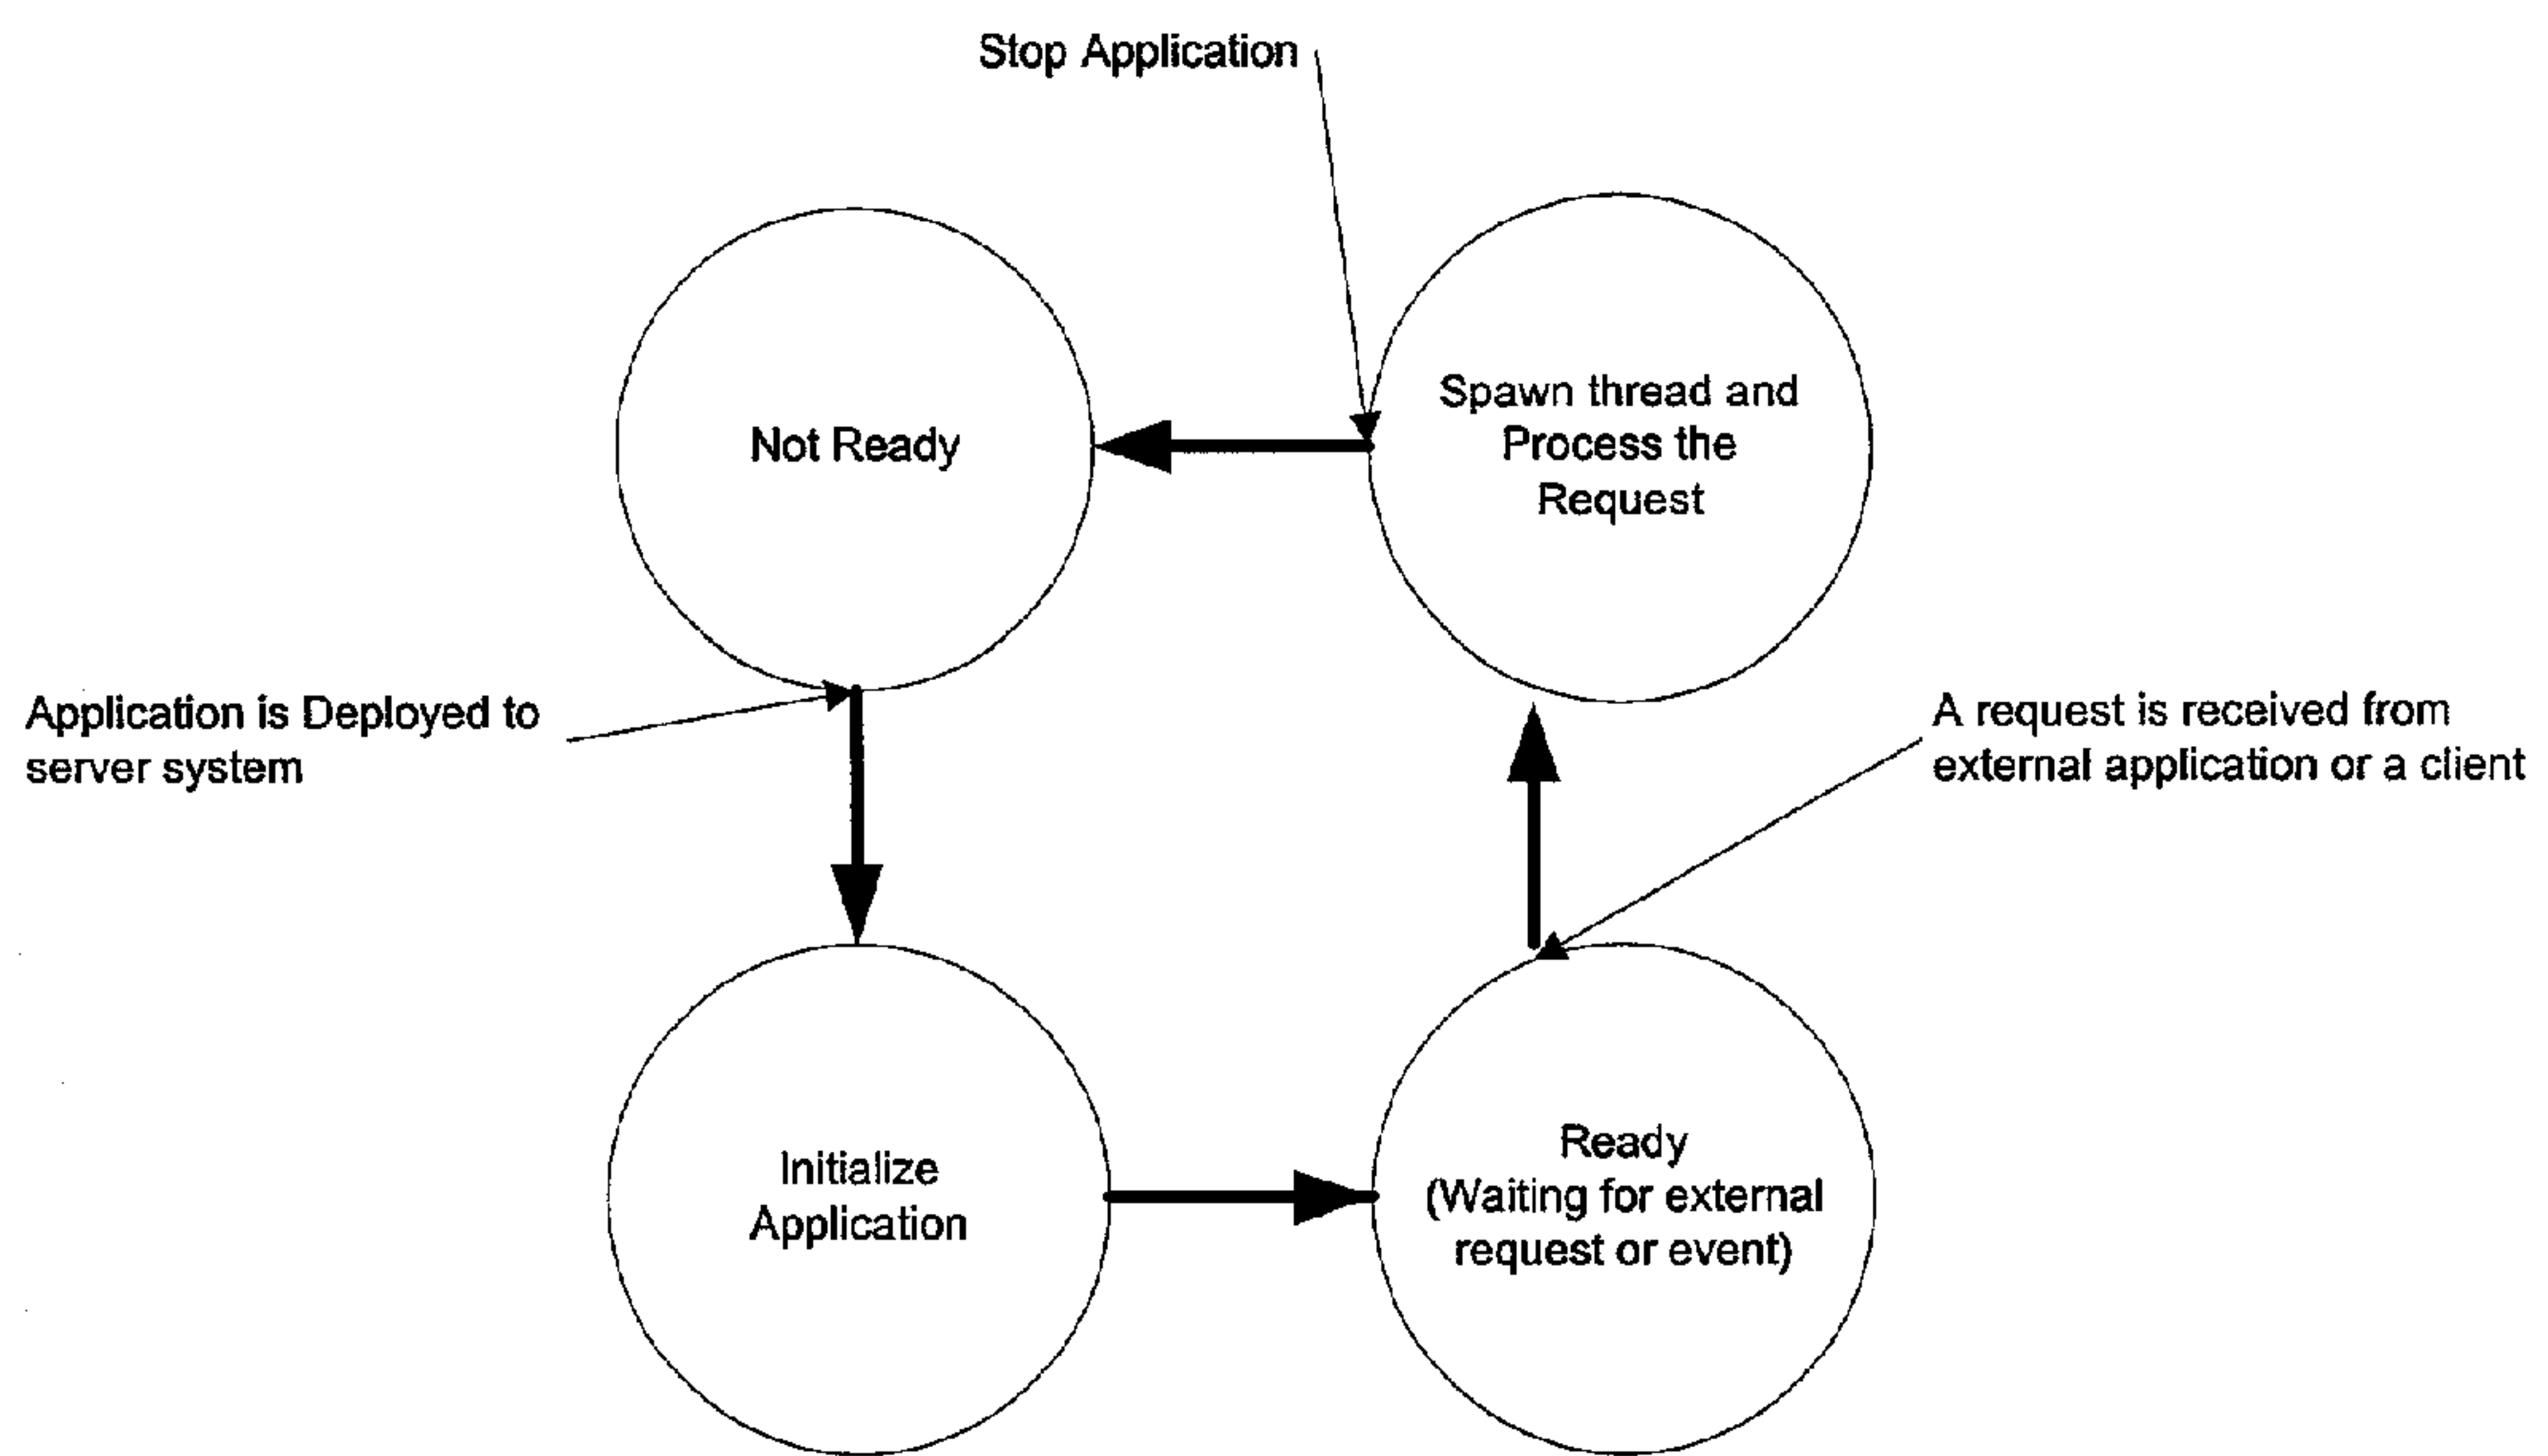 Stop Application
Not Ready
Spawn thread and
Process the
Request
Application is Deployed to
server system
A request is received from
external application or a client
Initialize
Application
Ready
(Waiting for external
request or event)